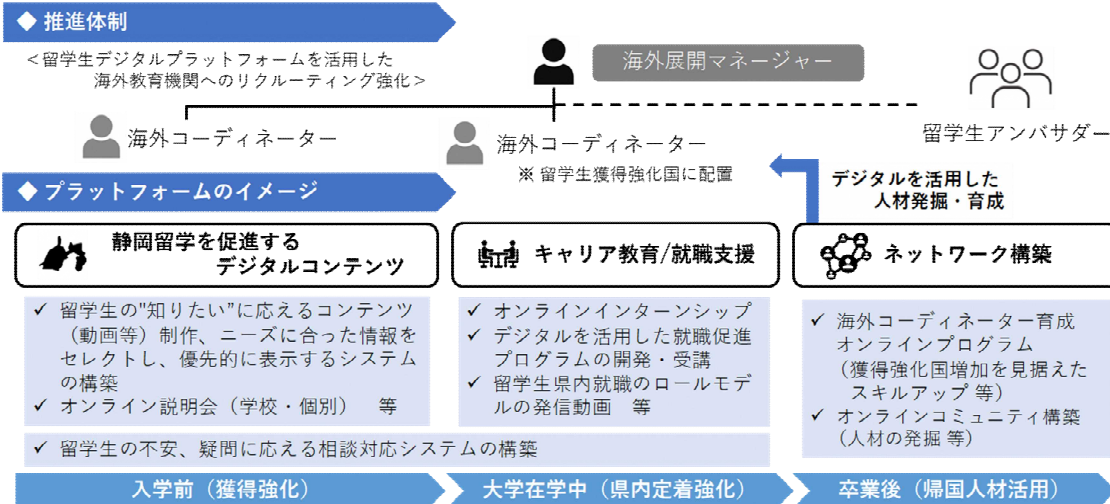 ◆ 推進体制
＜留学生デジタルプラットフォームを活用した
海外教育機関へのリクルーティング強化＞
海外展開マネージャー
海外コーディネーター
海外コーディネーター
※ 留学生獲得強化国に配置
留学生アンバサダー
デジタルを活用した
人材発掘・育成
◆ プラットフォームのイメージ
静岡留学を促進する
デジタルコンテンツ
✓ 留学生の"知りたい"に応えるコンテンツ
（動画等）制作、ニーズに合った情報を
セレクトし、優先的に表示するシステム
の構築
✓ オンライン説明会（学校・個別）　等
キャリア教育/就職支援
✓ オンラインインターンシップ
✓ デジタルを活用した就職促進
プログラムの開発・受講
✓ 留学生県内就職のロールモデ
ルの発信動画　等
✓ 留学生の不安、疑問に応える相談対応システムの構築
ネットワーク構築
✓ 海外コーディネーター育成
オンラインプログラム
（獲得強化国増加を見据えた
スキルアップ 等）
✓ オンラインコミュニティ構築
（人材の発掘 等）
入学前（獲得強化）
大学在学中（県内定着強化）
卒業後（帰国人材活用）